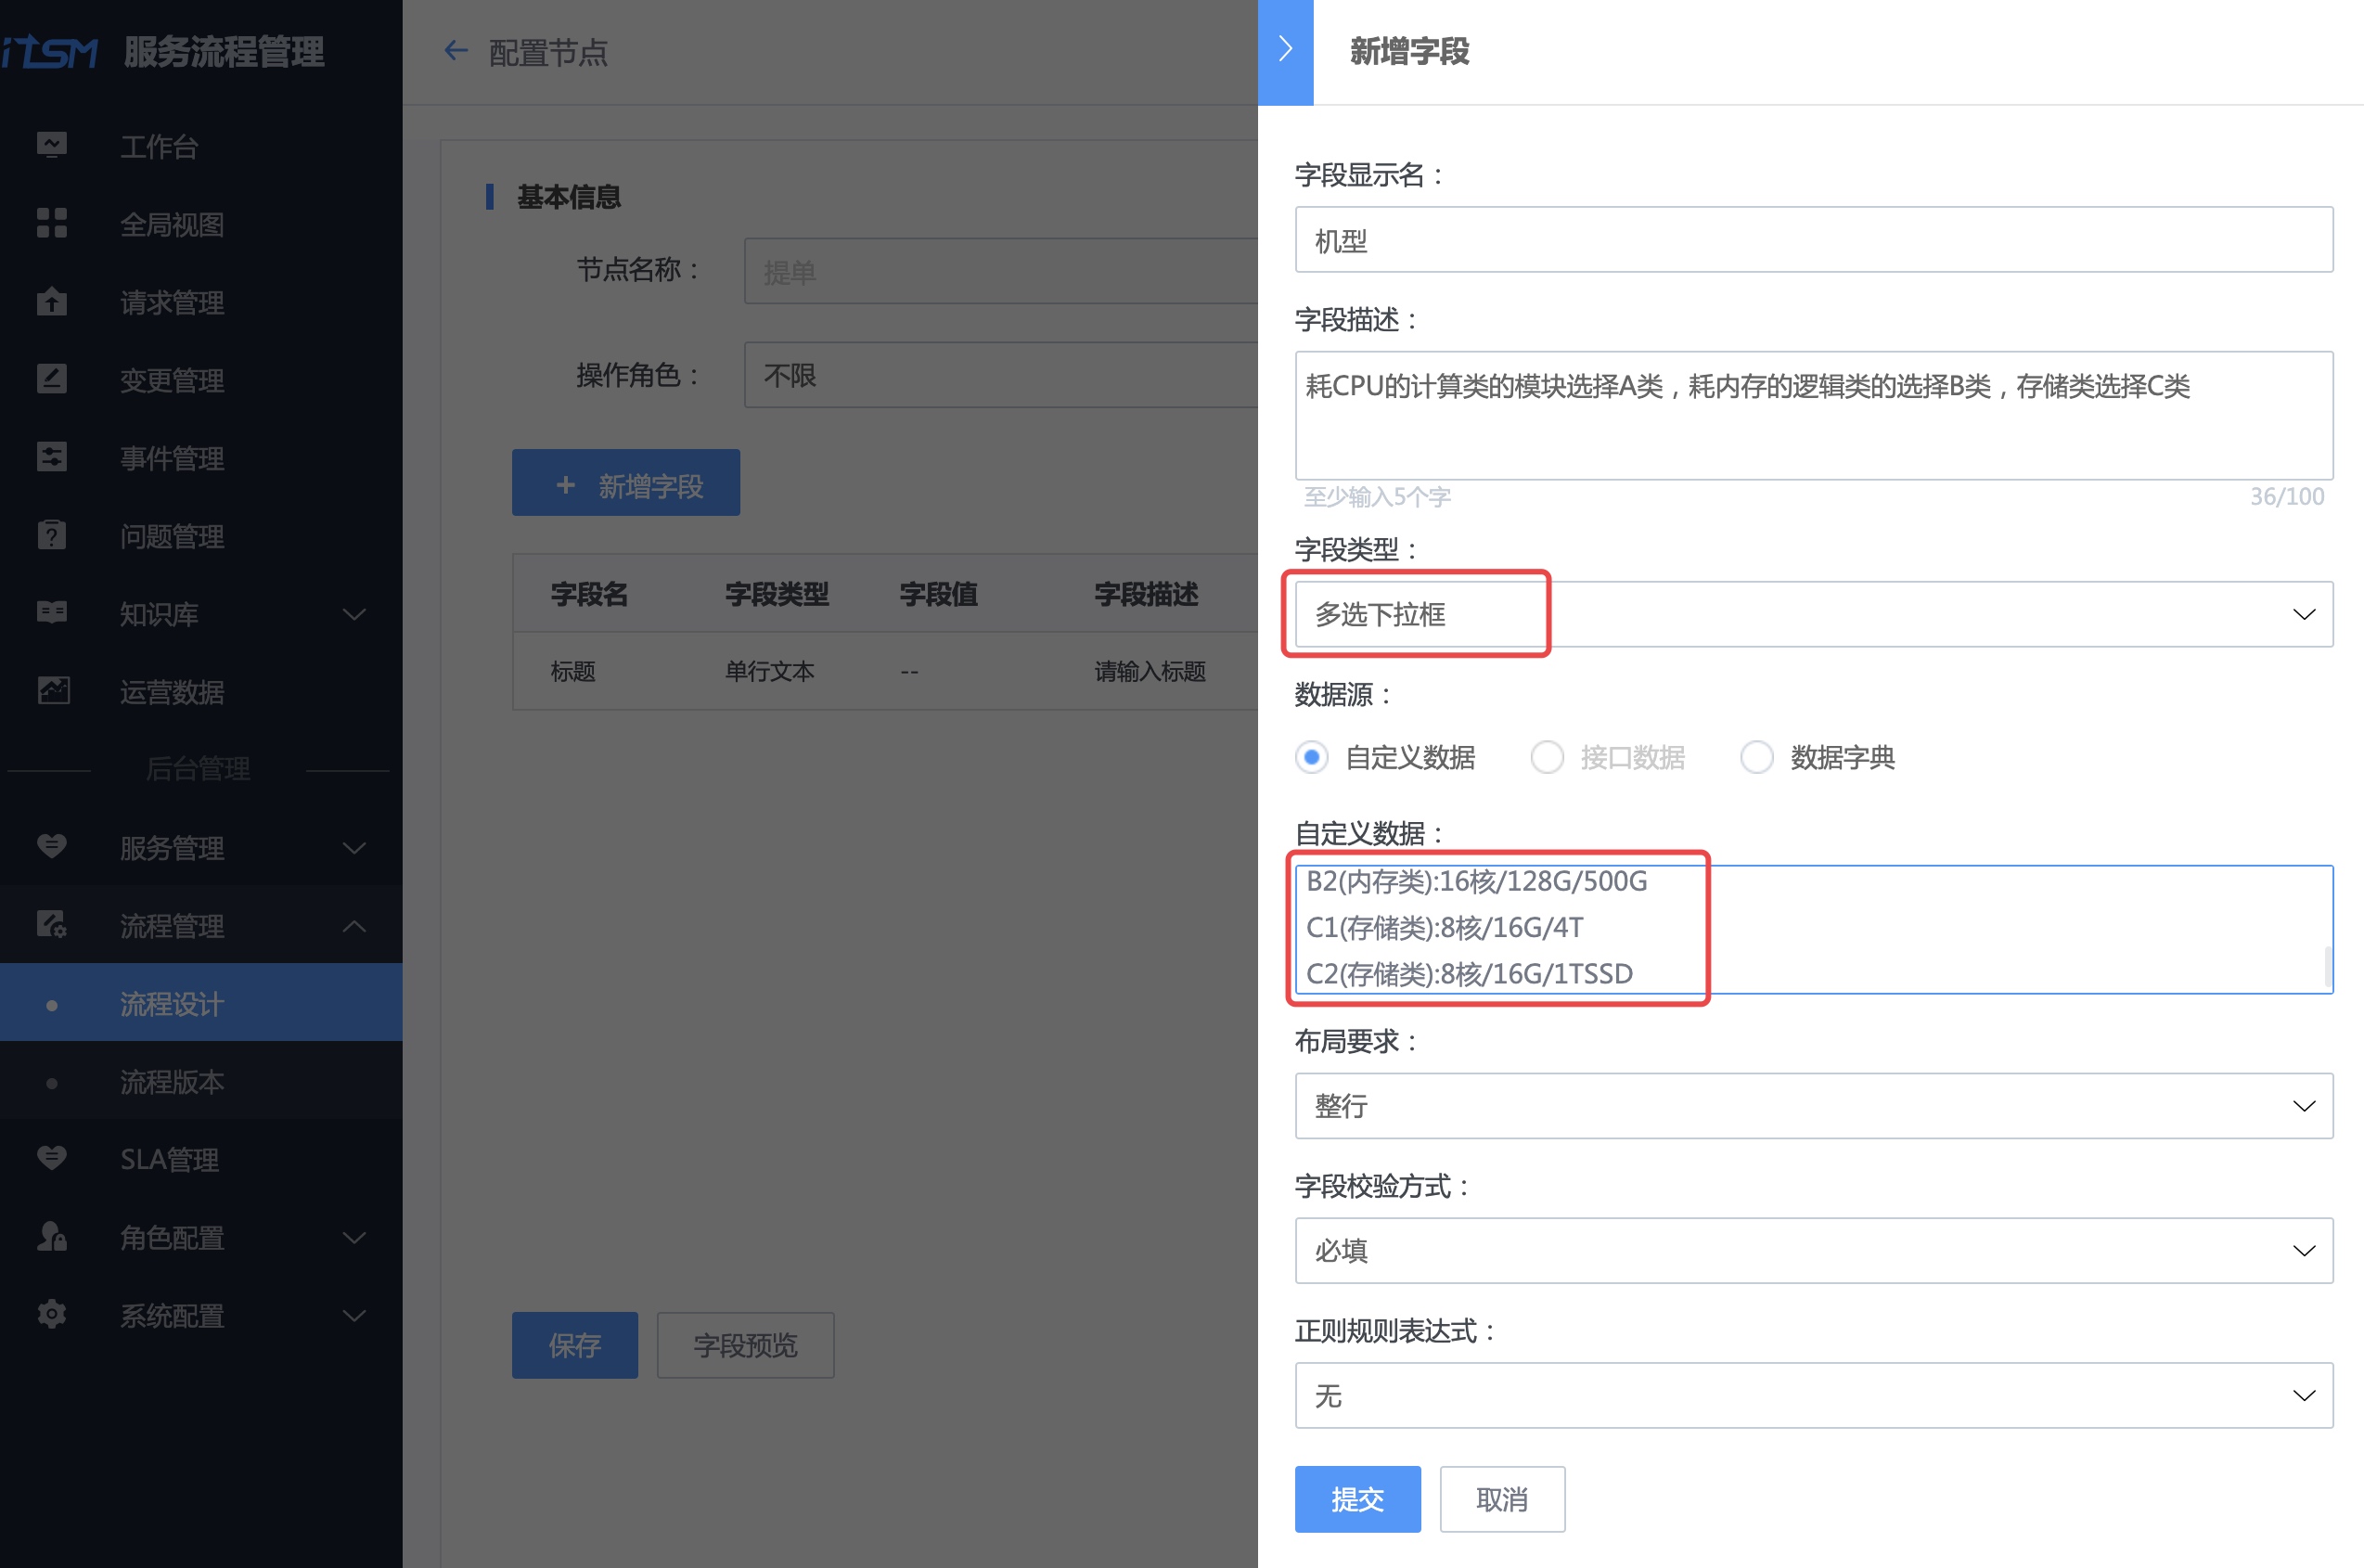 iTSM 服务流程管理
工作台
全局视图
请求管理
变更管理
事件管理
问题管理
知识库
运营数据
后台管理
服务管理
流程管理
流程设计
流程版本
SLA管理
角色配置
系统配置
配置节点
基本信息
节点名称：
提单
操作角色：
不限
+ 新增字段
字段名 字段类型 字段值 字段描述
标题 单行文本 -- 请输入标题
保存 字段预览
新增字段
字段显示名：
机型
字段描述：
耗CPU的计算类的模块选择A类，耗内存的逻辑类的选择B类，存储类选择C类
至少输入5个字 36/100
字段类型：
多选下拉框
数据源：
自定义数据 接口数据 数据字典
自定义数据：
B2(内存类):16核/128G/500G
C1(存储类):8核/16G/4T
C2(存储类):8核/16G/1TSSD
布局要求：
整行
字段校验方式：
必填
正则规则表达式：
无
提交 取消